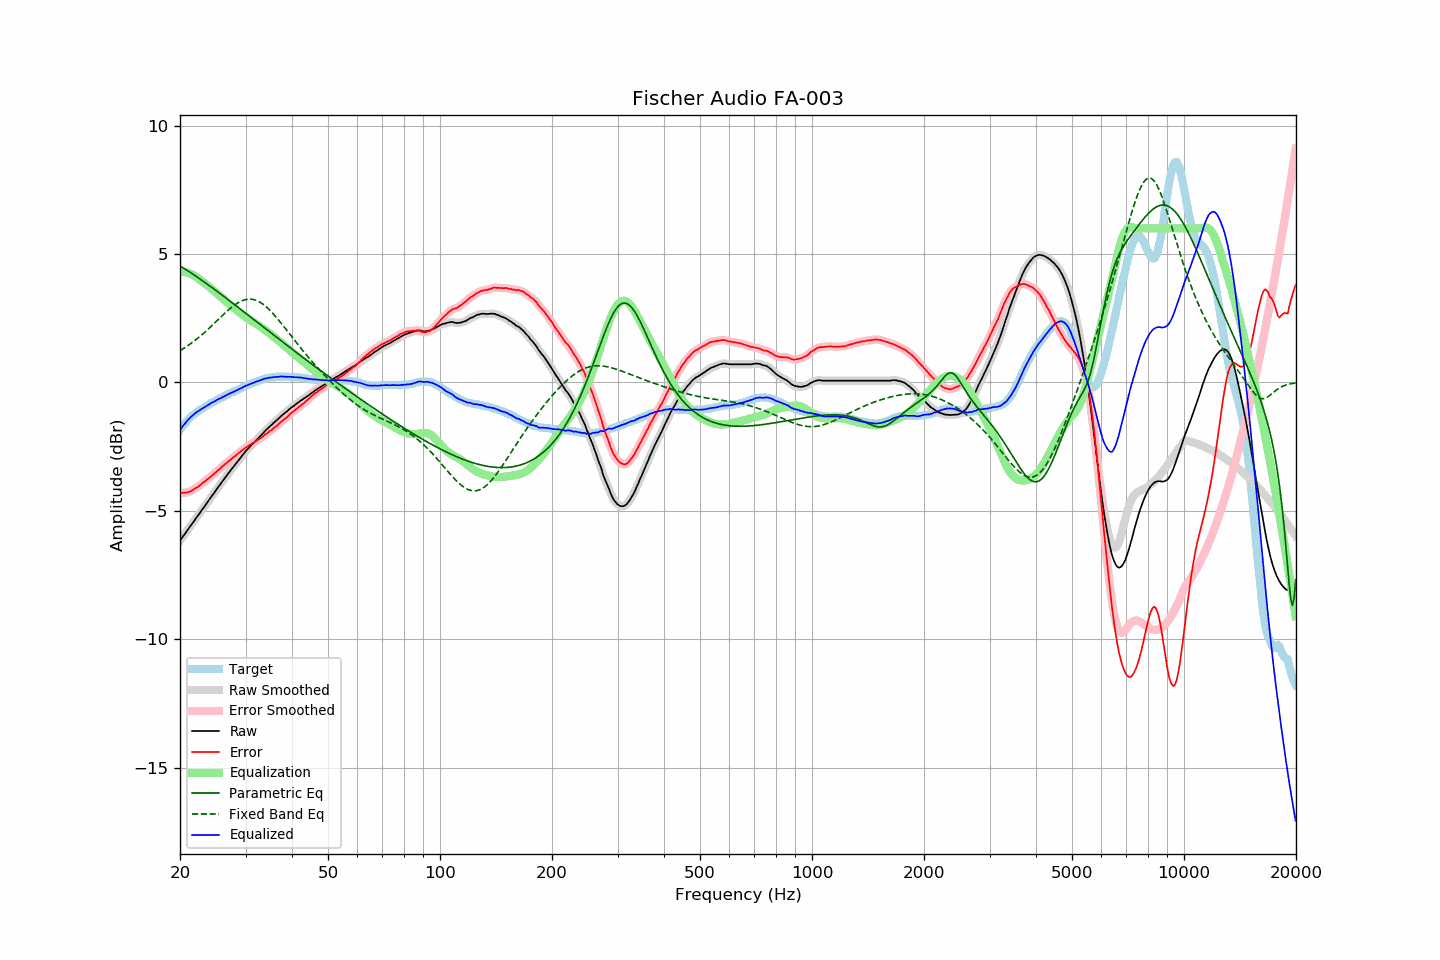 Fischer Audio FA-003
Amplitude (dBr)
10
5
0
−5
−10
−15
Target
Raw Smoothed
Error Smoothed
Raw
Error
Equalization
Parametric Eq
Fixed Band Eq
Equalized
20 50 100 200 500 1000 2000 5000 10000 20000
Frequency (Hz)